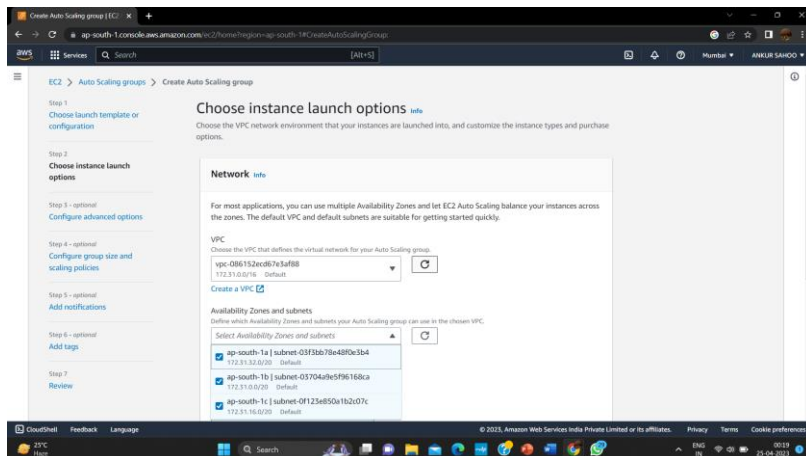 Create Auto Scaling group | EC2
ap-south-1.console.aws.amazon.com/ec2/home?region=ap-south-1#CreateAutoScalingGroup:
aws
Services
Search
[Alt+S]
Mumbai
ANKUR SAHOO
EC2 > Auto Scaling groups > Create Auto Scaling group
Step 1
Choose launch template or
configuration
Step 2
Choose instance launch
options
Step 3 - optional
Configure advanced options
Step 4 - optional
Configure group size and
scaling policies
Step 5 - optional
Add notifications
Step 6 - optional
Add tags
Step 7
Review
Choose instance launch options Info
Choose the VPC network environment that your instances are launched into, and customize the instance types and purchase
options.
Network Info
For most applications, you can use multiple Availability Zones and let EC2 Auto Scaling balance your instances across
the zones. The default VPC and default subnets are suitable for getting started quickly.
VPC
Choose the VPC that defines the virtual network for your Auto Scaling group.
vpc-086152ecd67e3af88
172.31.0.0/16 Default
Create a VPC
Availability Zones and subnets
Define which Availability Zones and subnets your Auto Scaling group can use in the chosen VPC.
Select Availability Zones and subnets
ap-south-1a | subnet-03f3bb78e48f0e3b4
172.31.32.0/20 Default
ap-south-1b | subnet-03704a9e5f96168ca
172.31.0.0/20 Default
ap-south-1c | subnet-0f123e850a1b2c07c
172.31.16.0/20 Default
CloudShell Feedback Language
© 2023, Amazon Web Services India Private Limited or its affiliates. Privacy Terms Cookie preferences
25°C
Haze
Search
ENG
IN
00:19
25-04-2023